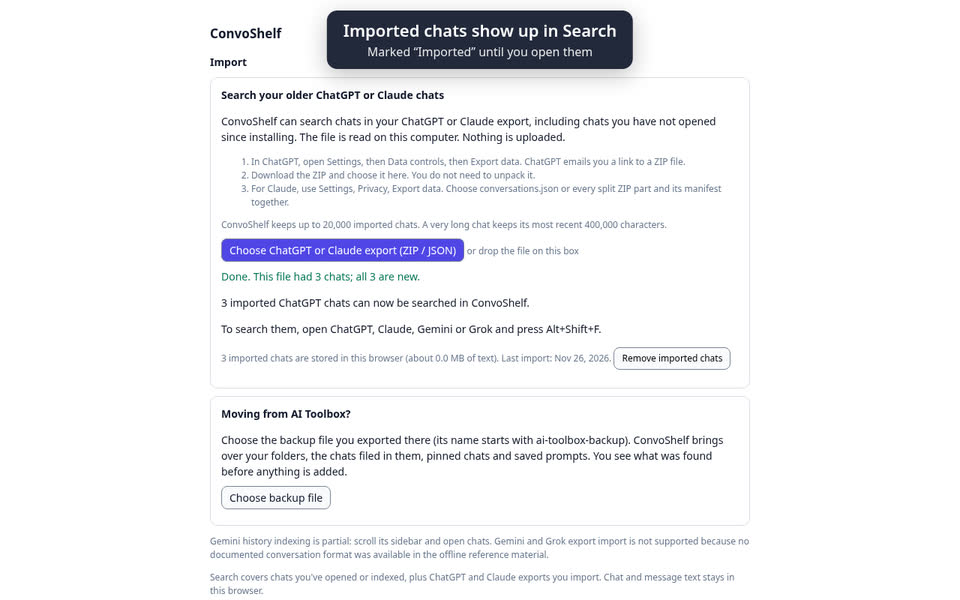 ConvoShelf
Imported chats show up in Search
Marked “Imported” until you open them
Import
Search your older ChatGPT or Claude chats
ConvoShelf can search chats in your ChatGPT or Claude export, including chats you have not opened
since installing. The file is read on this computer. Nothing is uploaded.
1. In ChatGPT, open Settings, then Data controls, then Export data. ChatGPT emails you a link to a ZIP file.
2. Download the ZIP and choose it here. You do not need to unpack it.
3. For Claude, use Settings, Privacy, Export data. Choose conversations.json or every split ZIP part and its manifest
together.
ConvoShelf keeps up to 20,000 imported chats. A very long chat keeps its most recent 400,000 characters.
Choose ChatGPT or Claude export (ZIP / JSON) or drop the file on this box
Done. This file had 3 chats; all 3 are new.
3 imported ChatGPT chats can now be searched in ConvoShelf.
To search them, open ChatGPT, Claude, Gemini or Grok and press Alt+Shift+F.
3 imported chats are stored in this browser (about 0.0 MB of text). Last import: Nov 26, 2026. Remove imported chats
Moving from AI Toolbox?
Choose the backup file you exported there (its name starts with ai-toolbox-backup). ConvoShelf brings
over your folders, the chats filed in them, pinned chats and saved prompts. You see what was found
before anything is added.
Choose backup file
Gemini history indexing is partial: scroll its sidebar and open chats. Gemini and Grok export import is not supported because no
documented conversation format was available in the offline reference material.
Search covers chats you've opened or indexed, plus ChatGPT and Claude exports you import. Chat and message text stays in
this browser.